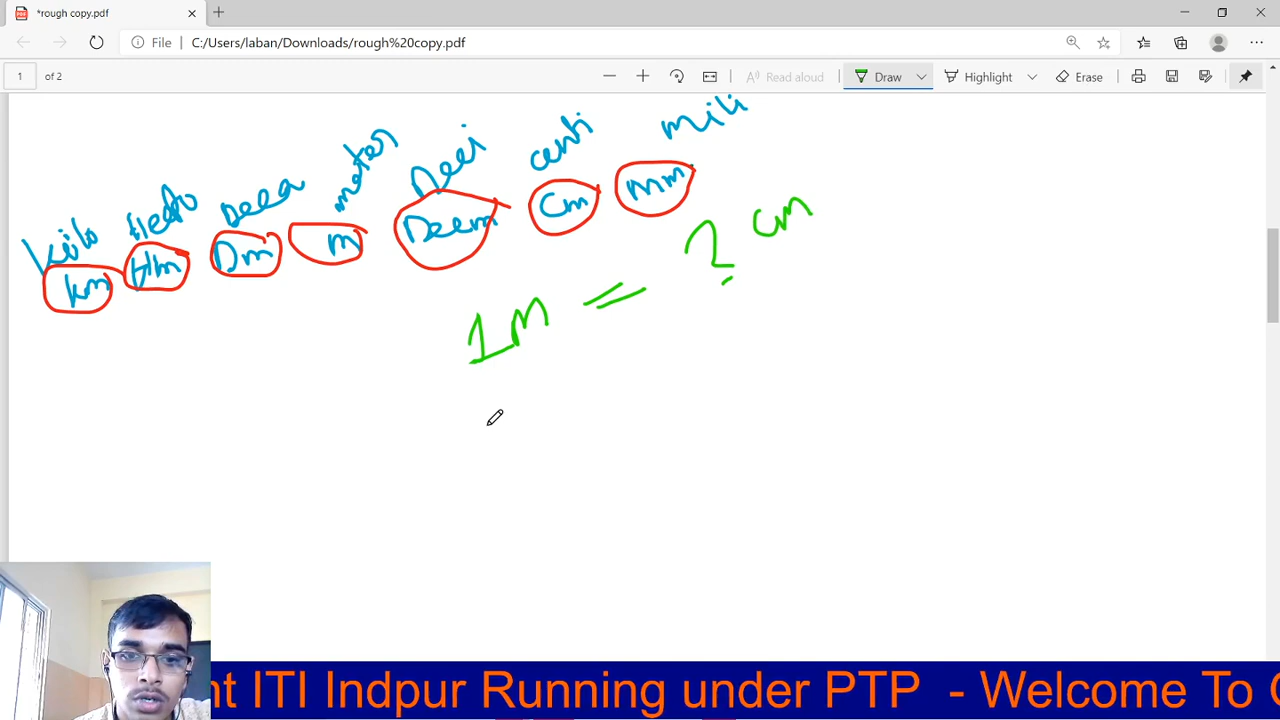 *rough copy.pdf
File C:/Users/laban/Downloads/rough%20copy.pdf
1 of 2 Read aloud Draw Highlight Erase
kilo Hecto Deca meter Deci centi mili
km Hm Dm m Decm Cm Mm
1m = ? cm
nt ITI Indpur Running under PTP - Welcome To